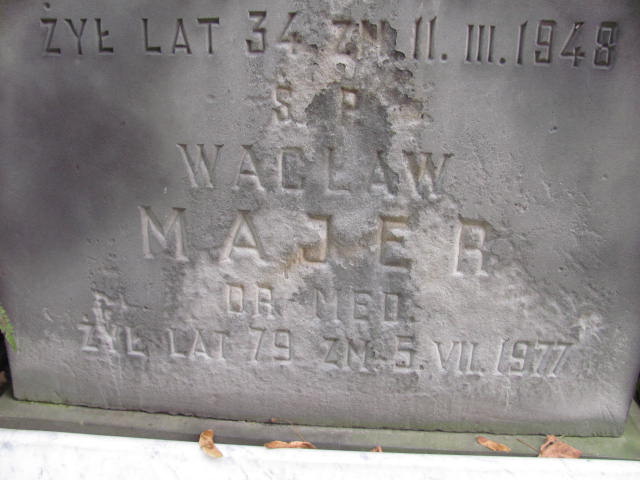 ŻYŁ LAT 34 ZM. 11. III. 1948
Ś. P.
WACŁAW
MAJER
DR MED.
ŻYŁ LAT 79 ZM. 5. VII. 1977